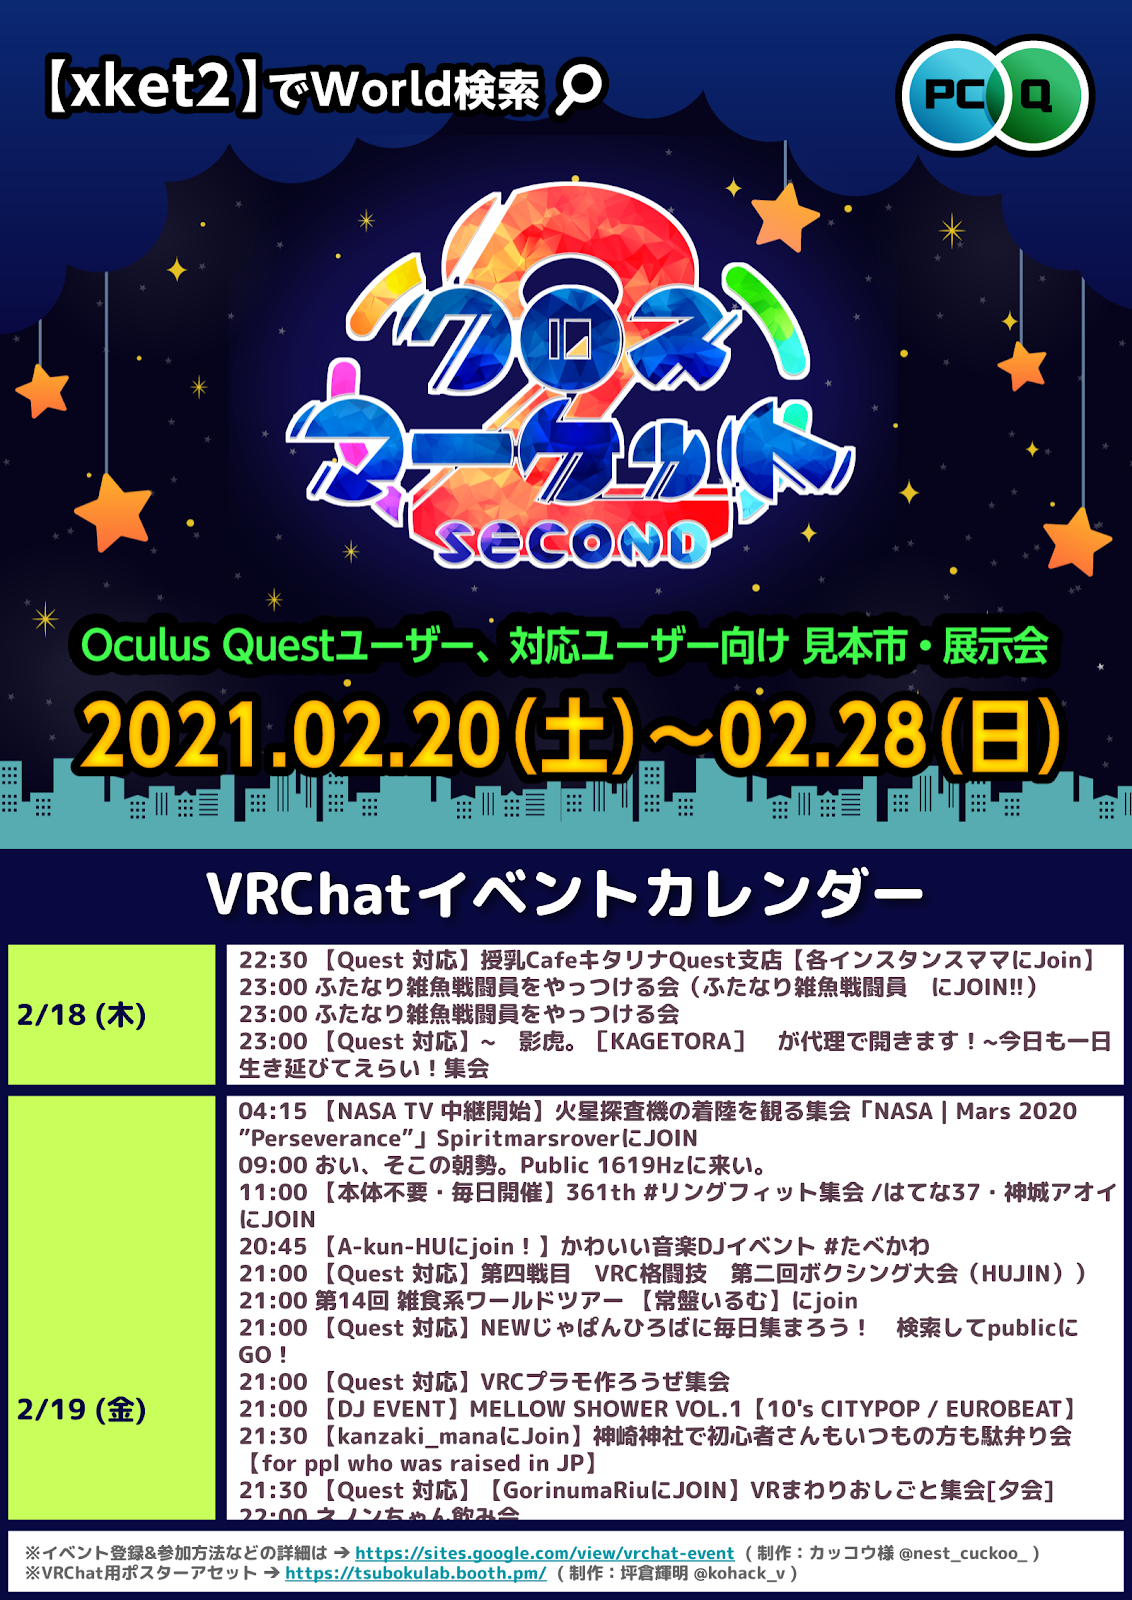 【xket2】でWorld検索
PC Q
2
クロス
マーケット
SECOND
Oculus Questユーザー、対応ユーザー向け 見本市・展示会
2021.02.20(土)～02.28(日)
VRChatイベントカレンダー
2/18 (木)
22:30 【Quest 対応】授乳CafeキタリナQuest支店【各インスタンスママにJoin】
23:00 ふたなり雑魚戦闘員をやっつける会（ふたなり雑魚戦闘員　にJOIN!!）
23:00 ふたなり雑魚戦闘員をやっつける会
23:00 【Quest 対応】～　影虎。［KAGETORA］　が代理で開きます！~今日も一日
生き延びてえらい！集会
2/19 (金)
04:15 【NASA TV 中継開始】火星探査機の着陸を観る集会「NASA | Mars 2020
”Perseverance”」SpiritmarsroverにJOIN
09:00 おい、そこの朝勢。Public 1619Hzに来い。
11:00 【本体不要・毎日開催】361th #リングフィット集会 /はてな37・神城アオイ
にJOIN
20:45 【A-kun-HUにjoin！】かわいい音楽DJイベント #たべかわ
21:00 【Quest 対応】第四戦目　VRC格闘技　第二回ボクシング大会（HUJIN））
21:00 第14回 雑食系ワールドツアー 【常盤いるむ】にjoin
21:00 【Quest 対応】NEWじゃぱんひろばに毎日集まろう！　検索してpublicに
GO！
21:00 【Quest 対応】VRCプラモ作ろうぜ集会
21:00 【DJ EVENT】MELLOW SHOWER VOL.1【10's CITYPOP / EUROBEAT】
21:30 【kanzaki_manaにJoin】神崎神社で初心者さんもいつもの方も駄弁り会
【for ppl who was raised in JP】
21:30 【Quest 対応】【GorinumaRiuにJOIN】VRまわりおしごと集会[夕会]
22:00 ネノンちゃん飲み会
※イベント登録&参加方法などの詳細は → https://sites.google.com/view/vrchat-event （ 制作：カッコウ様 @nest_cuckoo_ ）
※VRChat用ポスターアセット → https://tsubokulab.booth.pm/ （ 制作：坪倉輝明 @kohack_v ）